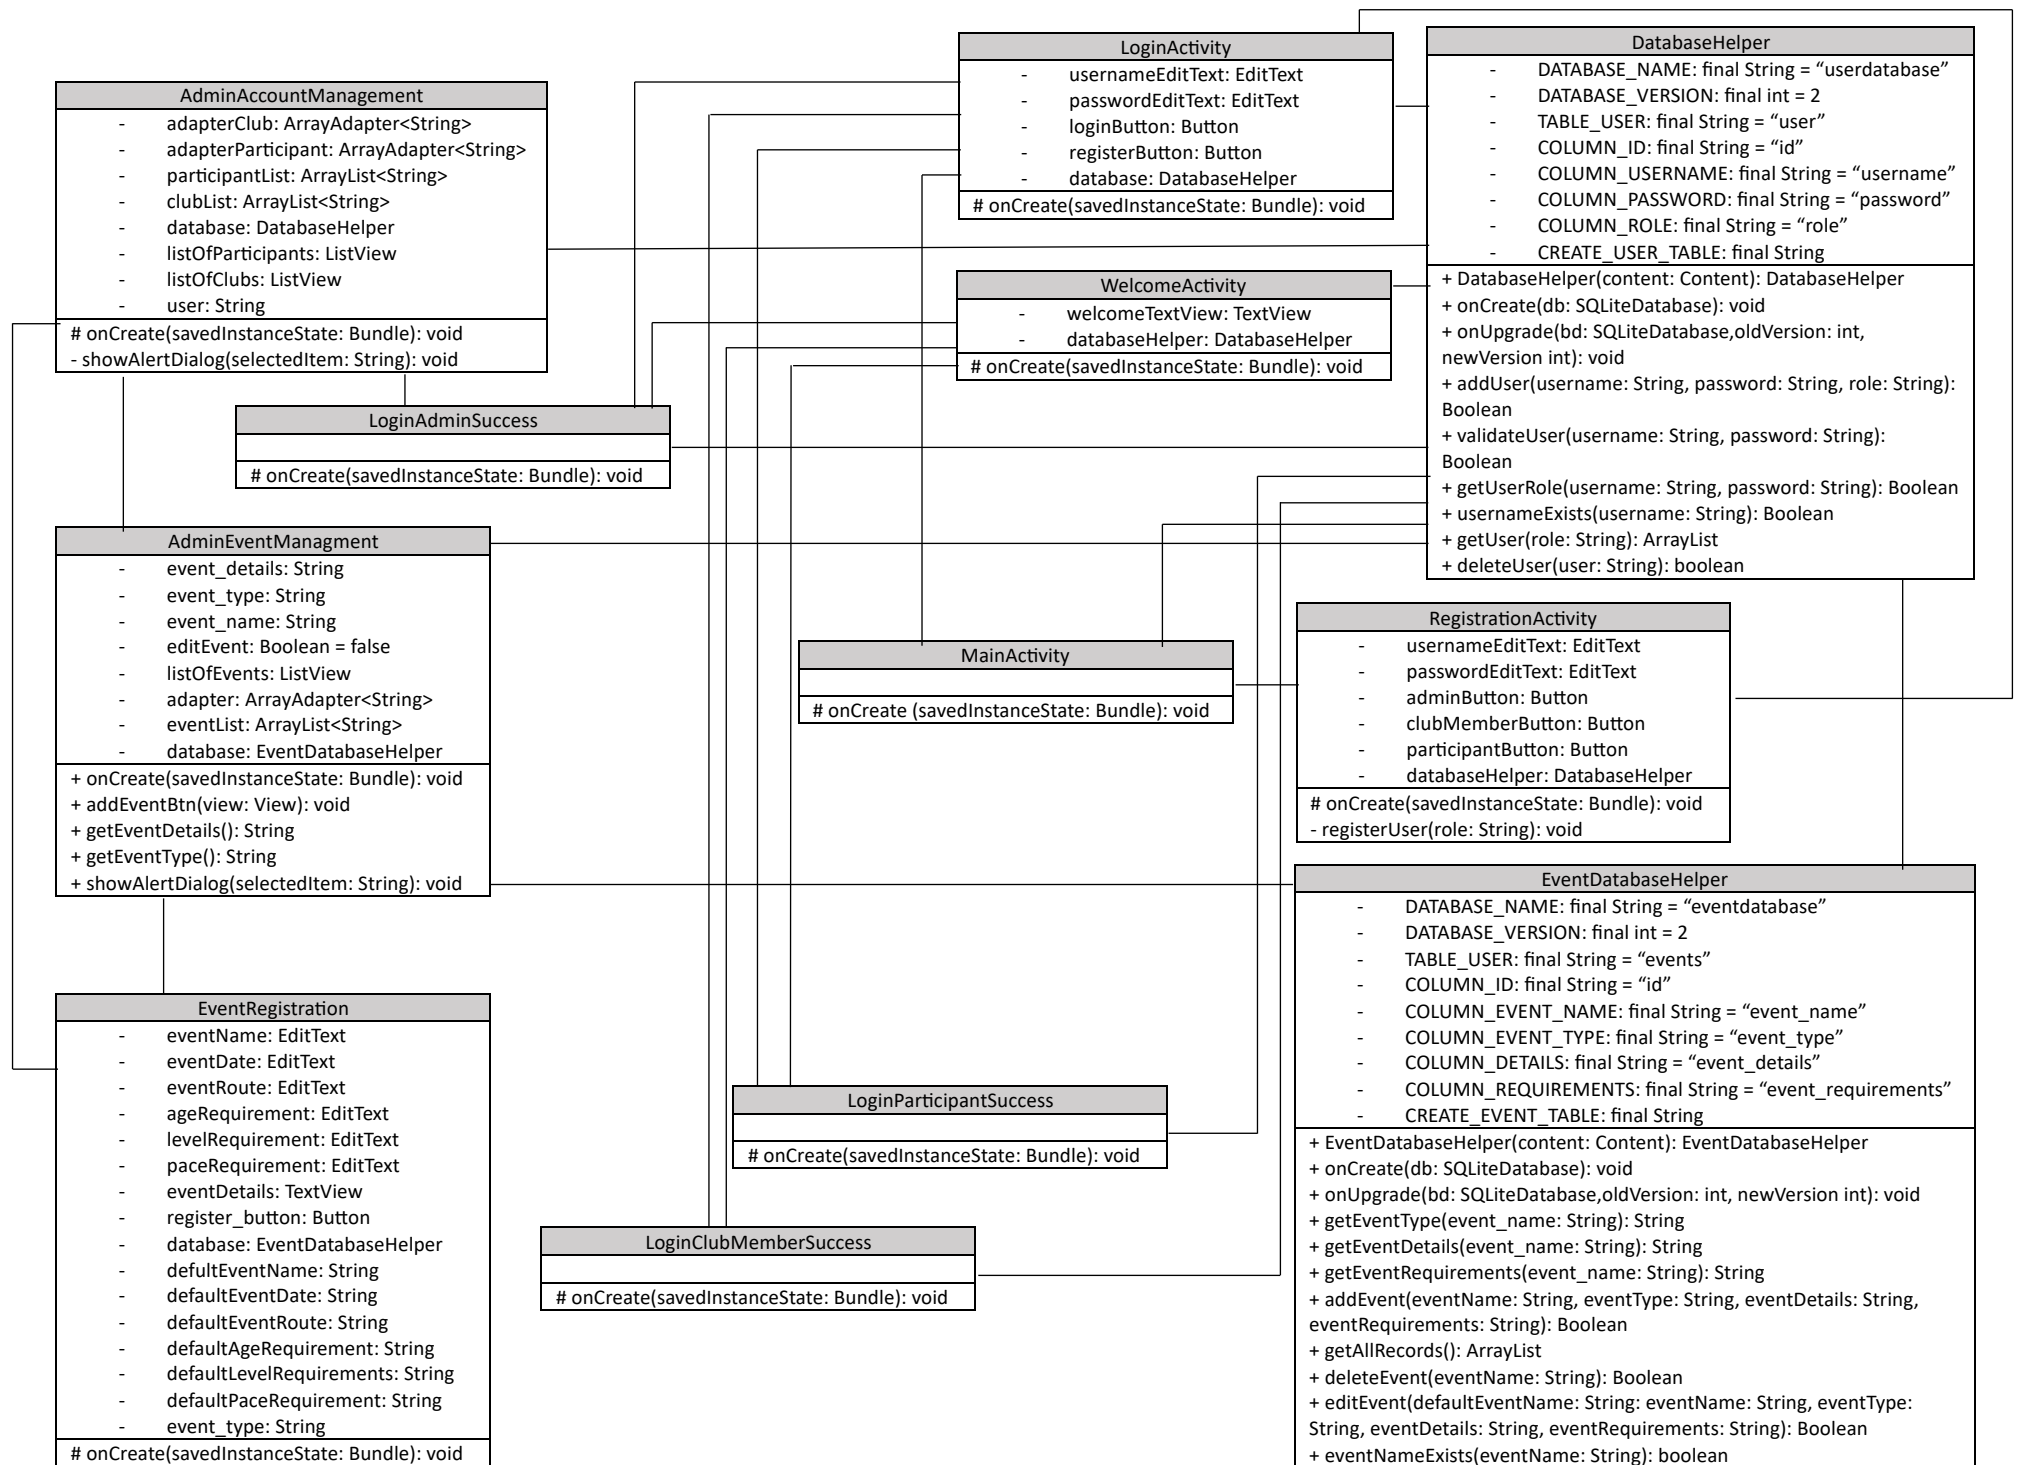 LoginActivity
- usernameEditText: EditText
- passwordEditText: EditText
- loginButton: Button
- registerButton: Button
- database: DatabaseHelper
# onCreate(savedInstanceState: Bundle): void
DatabaseHelper
- DATABASE_NAME: final String = “userdatabase”
- DATABASE_VERSION: final int = 2
- TABLE_USER: final String = “user”
- COLUMN_ID: final String = “id”
- COLUMN_USERNAME: final String = “username”
- COLUMN_PASSWORD: final String = “password”
- COLUMN_ROLE: final String = “role”
- CREATE_USER_TABLE: final String
+ DatabaseHelper(content: Content): DatabaseHelper
+ onCreate(db: SQLiteDatabase): void
+ onUpgrade(bd: SQLiteDatabase,oldVersion: int,
newVersion int): void
+ addUser(username: String, password: String, role: String):
Boolean
+ validateUser(username: String, password: String):
Boolean
+ getUserRole(username: String, password: String): Boolean
+ usernameExists(username: String): Boolean
+ getUser(role: String): ArrayList
+ deleteUser(user: String): boolean
AdminAccountManagement
- adapterClub: ArrayAdapter<String>
- adapterParticipant: ArrayAdapter<String>
- participantList: ArrayList<String>
- clubList: ArrayList<String>
- database: DatabaseHelper
- listOfParticipants: ListView
- listOfClubs: ListView
- user: String
# onCreate(savedInstanceState: Bundle): void
- showAlertDialog(selectedItem: String): void
WelcomeActivity
- welcomeTextView: TextView
- databaseHelper: DatabaseHelper
# onCreate(savedInstanceState: Bundle): void
LoginAdminSuccess
# onCreate(savedInstanceState: Bundle): void
AdminEventManagment
- event_details: String
- event_type: String
- event_name: String
- editEvent: Boolean = false
- listOfEvents: ListView
- adapter: ArrayAdapter<String>
- eventList: ArrayList<String>
- database: EventDatabaseHelper
+ onCreate(savedInstanceState: Bundle): void
+ addEventBtn(view: View): void
+ getEventDetails(): String
+ getEventType(): String
+ showAlertDialog(selectedItem: String): void
MainActivity
# onCreate (savedInstanceState: Bundle): void
RegistrationActivity
- usernameEditText: EditText
- passwordEditText: EditText
- adminButton: Button
- clubMemberButton: Button
- participantButton: Button
- databaseHelper: DatabaseHelper
# onCreate(savedInstanceState: Bundle): void
- registerUser(role: String): void
EventDatabaseHelper
- DATABASE_NAME: final String = “eventdatabase”
- DATABASE_VERSION: final int = 2
- TABLE_USER: final String = “events”
- COLUMN_ID: final String = “id”
- COLUMN_EVENT_NAME: final String = “event_name”
- COLUMN_EVENT_TYPE: final String = “event_type”
- COLUMN_DETAILS: final String = “event_details”
- COLUMN_REQUIREMENTS: final String = “event_requirements”
- CREATE_EVENT_TABLE: final String
+ EventDatabaseHelper(content: Content): EventDatabaseHelper
+ onCreate(db: SQLiteDatabase): void
+ onUpgrade(bd: SQLiteDatabase,oldVersion: int, newVersion int): void
+ getEventType(event_name: String): String
+ getEventDetails(event_name: String): String
+ getEventRequirements(event_name: String): String
+ addEvent(eventName: String, eventType: String, eventDetails: String,
eventRequirements: String): Boolean
+ getAllRecords(): ArrayList
+ deleteEvent(eventName: String): Boolean
+ editEvent(defaultEventName: String: eventName: String, eventType:
String, eventDetails: String, eventRequirements: String): Boolean
+ eventNameExists(eventName: String): boolean
EventRegistration
- eventName: EditText
- eventDate: EditText
- eventRoute: EditText
- ageRequirement: EditText
- levelRequirement: EditText
- paceRequirement: EditText
- eventDetails: TextView
- register_button: Button
- database: EventDatabaseHelper
- defultEventName: String
- defaultEventDate: String
- defaultEventRoute: String
- defaultAgeRequirement: String
- defaultLevelRequirements: String
- defaultPaceRequirement: String
- event_type: String
# onCreate(savedInstanceState: Bundle): void
LoginParticipantSuccess
# onCreate(savedInstanceState: Bundle): void
LoginClubMemberSuccess
# onCreate(savedInstanceState: Bundle): void